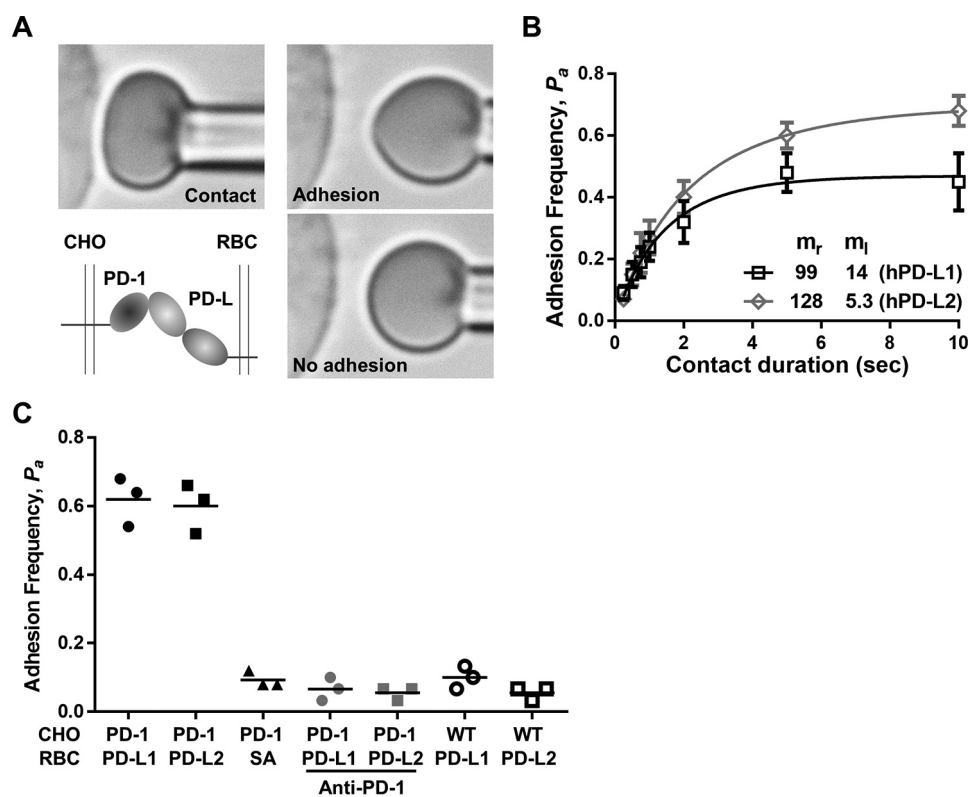 A
Contact
Adhesion
CHO
RBC
PD-1
PD-L
No adhesion
B
Adhesion Frequency, Pa
0.8
0.6
0.4
0.2
0.0
mr ml
99 14 (hPD-L1)
128 5.3 (hPD-L2)
0 2 4 6 8 10
Contact duration (sec)
C
Adhesion Frequency, Pa
0.8
0.6
0.4
0.2
0.0
CHO PD-1 PD-1 PD-1 PD-1 PD-1 WT WT
RBC PD-L1 PD-L2 SA PD-L1 PD-L2 PD-L1 PD-L2
Anti-PD-1